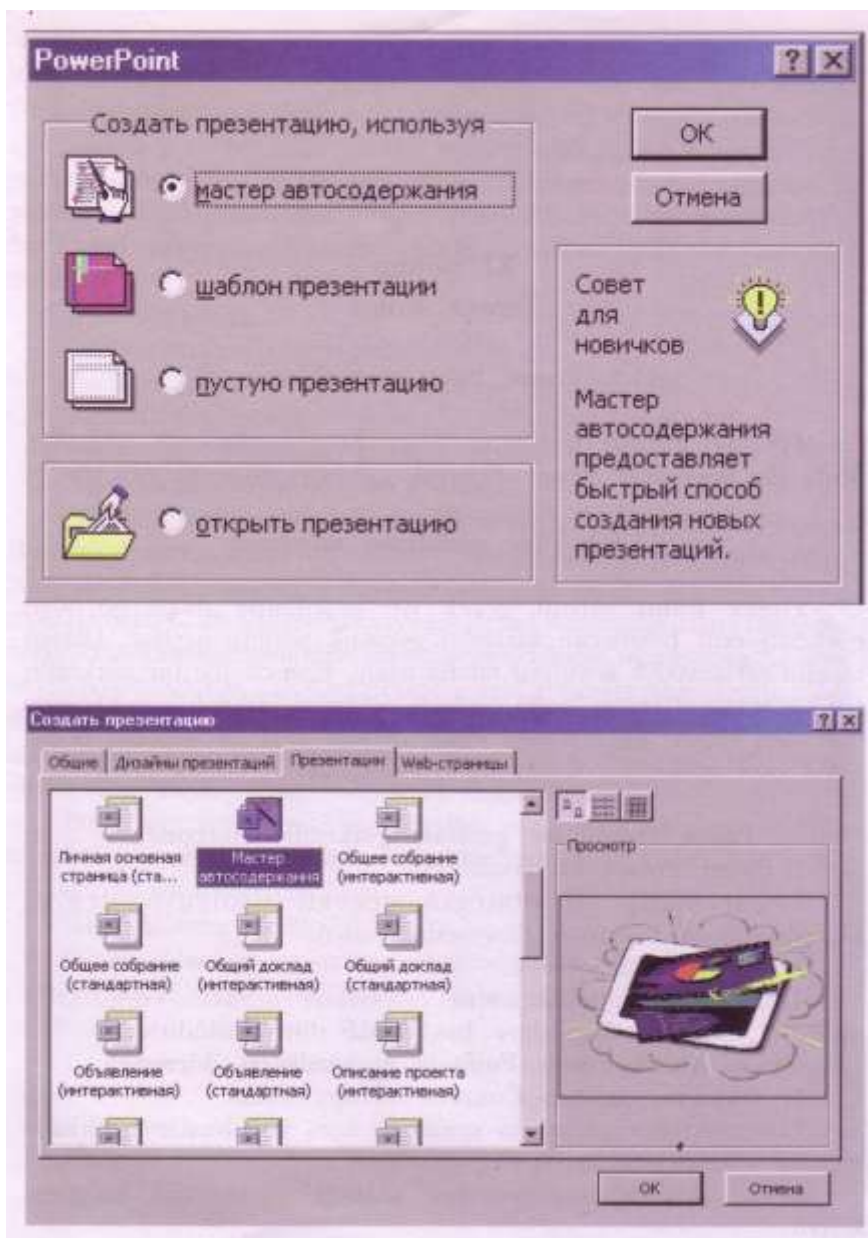 PowerPoint
Создать презентацию, используя
мастер автосодержания
шаблон презентации
пустую презентацию
открыть презентацию
OK
Отмена
Совет
для
новичков
Мастер
автосодержания
предоставляет
быстрый способ
создания новых
презентаций.
Создать презентацию
Общие Дизайны презентаций Презентации Web-страницы
Личная основная
страница (ста...
Мастер
автосодержания
Общее собрание
(интерактивная)
Общее собрание
(стандартная)
Общий доклад
(интерактивная)
Общий доклад
(стандартная)
Объявление
(интерактивная)
Объявление
(стандартная)
Описание проекта
(интерактивная)
Просмотр
OK
Отмена